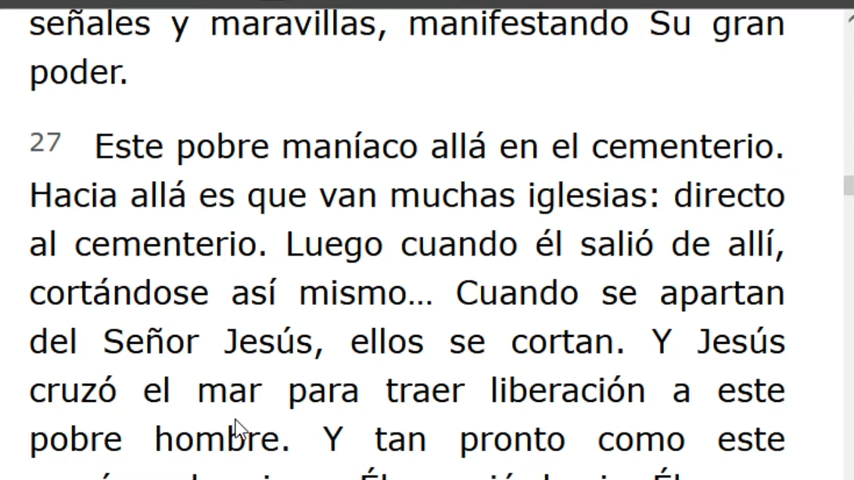 señales y maravillas, manifestando Su gran
poder.
27 Este pobre maníaco allá en el cementerio.
Hacia allá es que van muchas iglesias: directo
al cementerio. Luego cuando él salió de allí,
cortándose así mismo… Cuando se apartan
del Señor Jesús, ellos se cortan. Y Jesús
cruzó el mar para traer liberación a este
pobre hombre. Y tan pronto como este